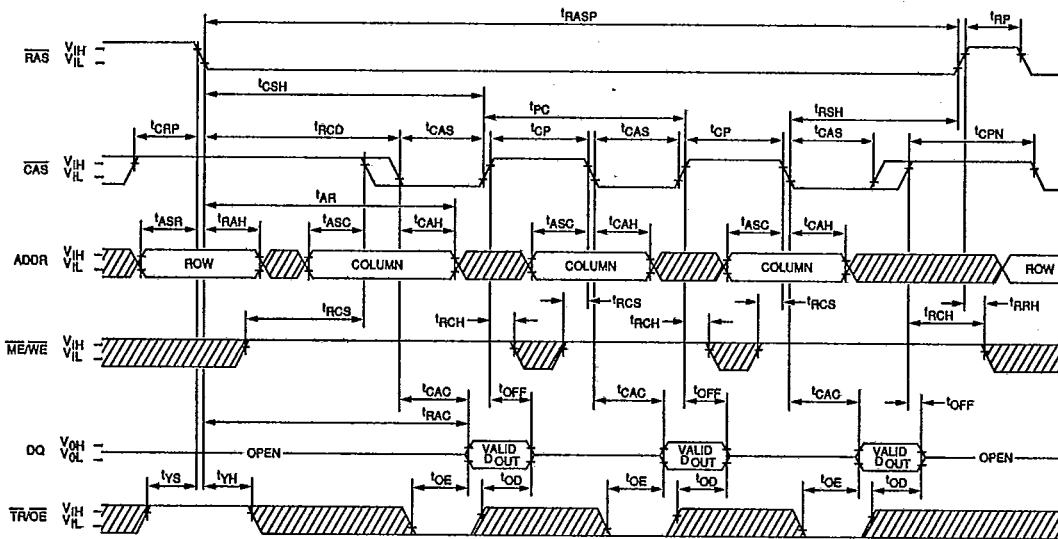 tRASP tRP
RAS VIH VIL
tCSH tPC tRSH
tCRP tRCD tCAS tCP tCAS tCP tCAS tCPN
CAS VIH VIL
tAR
tASR tRAH tASC tCAH tASC tCAH tASC tCAH
ADDR VIH VIL ROW COLUMN COLUMN COLUMN ROW
tRCS tRCH tRCS tRCH tRCS tRCH tRRH
ME/WE VIH VIL
tCAC tOFF tCAC tOFF tCAC tOFF
tRAC
DQ VOH VOL OPEN VALID DOUT VALID DOUT VALID DOUT OPEN
tYS tYH tOE tOD tOE tOD tOE tOD
TR/OE VIH VIL